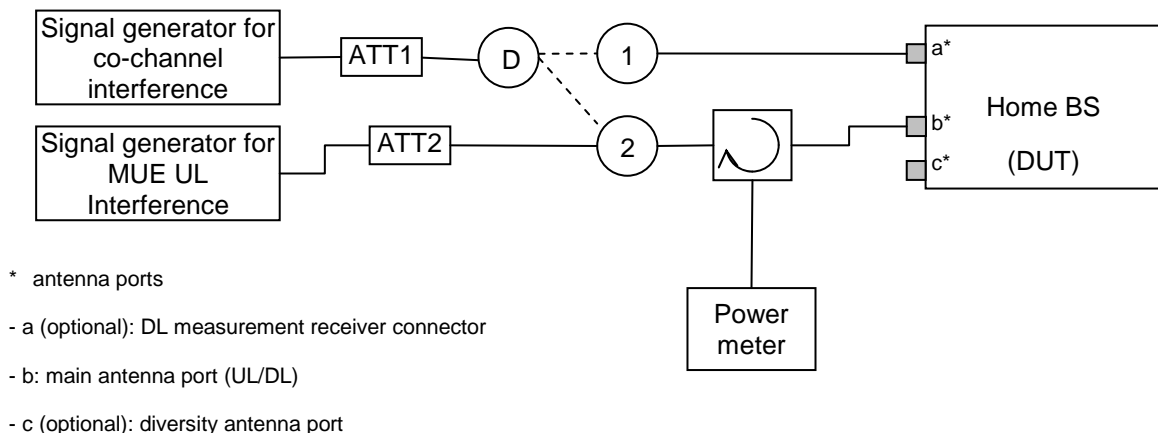 Signal generator for
co-channel
interference
ATT1
D
1
a*
Home BS
(DUT)
Signal generator for
MUE UL
Interference
ATT2
2
b*
c*
Power
meter
* antenna ports
- a (optional): DL measurement receiver connector
- b: main antenna port (UL/DL)
- c (optional): diversity antenna port